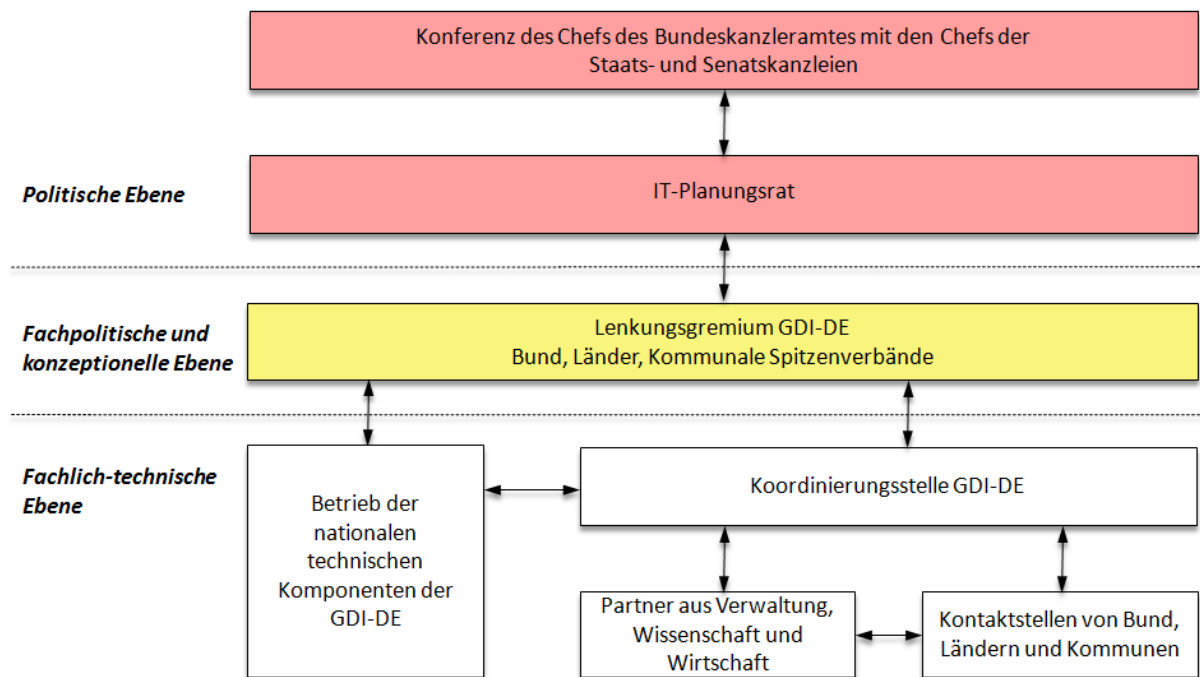 Konferenz des Chefs des Bundeskanzleramtes mit den Chefs der
Staats- und Senatskanzleien
Politische Ebene
IT-Planungsrat
Fachpolitische und
konzeptionelle Ebene
Lenkungsgremium GDI-DE
Bund, Länder, Kommunale Spitzenverbände
Fachlich-technische
Ebene
Betrieb der
nationalen
technischen
Komponenten der
GDI-DE
Koordinierungsstelle GDI-DE
Partner aus Verwaltung,
Wissenschaft und
Wirtschaft
Kontaktstellen von Bund,
Ländern und Kommunen